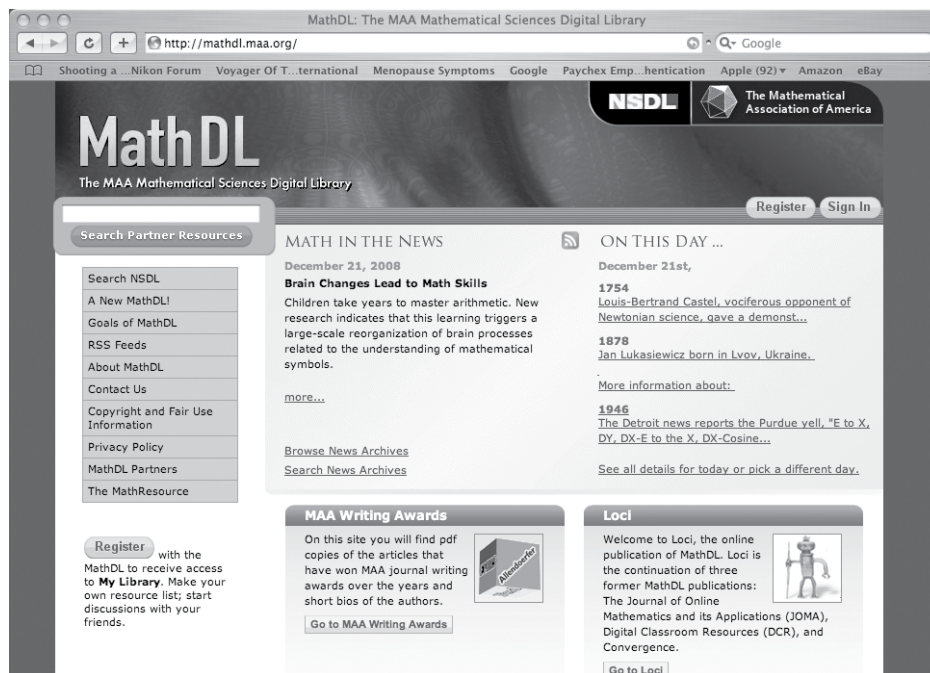 MathDL: The MAA Mathematical Sciences Digital Library
http://mathdl.maa.org/
Google
Shooting a ...Nikon Forum Voyager Of T...ternational Menopause Symptoms Google Paychex Emp...hentication Apple (92) Amazon eBay
NSDL
The Mathematical
Association of America
MathDL
The MAA Mathematical Sciences Digital Library
Register Sign In
Search Partner Resources
Search NSDL
A New MathDL!
Goals of MathDL
RSS Feeds
About MathDL
Contact Us
Copyright and Fair Use
Information
Privacy Policy
MathDL Partners
The MathResource
Register with the
MathDL to receive access
to My Library. Make your
own resource list; start
discussions with your
friends.
MATH IN THE NEWS
December 21, 2008
Brain Changes Lead to Math Skills
Children take years to master arithmetic. New
research indicates that this learning triggers a
large-scale reorganization of brain processes
related to the understanding of mathematical
symbols.
more...
Browse News Archives
Search News Archives
ON THIS DAY ...
December 21st,
1754
Louis-Bertrand Castel, vociferous opponent of
Newtonian science, gave a demonst...
1878
Jan Lukasiewicz born in Lvov, Ukraine.
.
More information about:
1946
The Detroit news reports the Purdue yell, "E to X,
DY, DX-E to the X, DX-Cosine...
See all details for today or pick a different day.
MAA Writing Awards
On this site you will find pdf
copies of the articles that
have won MAA journal writing
awards over the years and
short bios of the authors.
Allendoerfer
Go to MAA Writing Awards
Loci
Welcome to Loci, the online
publication of MathDL. Loci is
the continuation of three
former MathDL publications:
The Journal of Online
Mathematics and its Applications (JOMA),
Digital Classroom Resources (DCR), and
Convergence.
Go to Loci